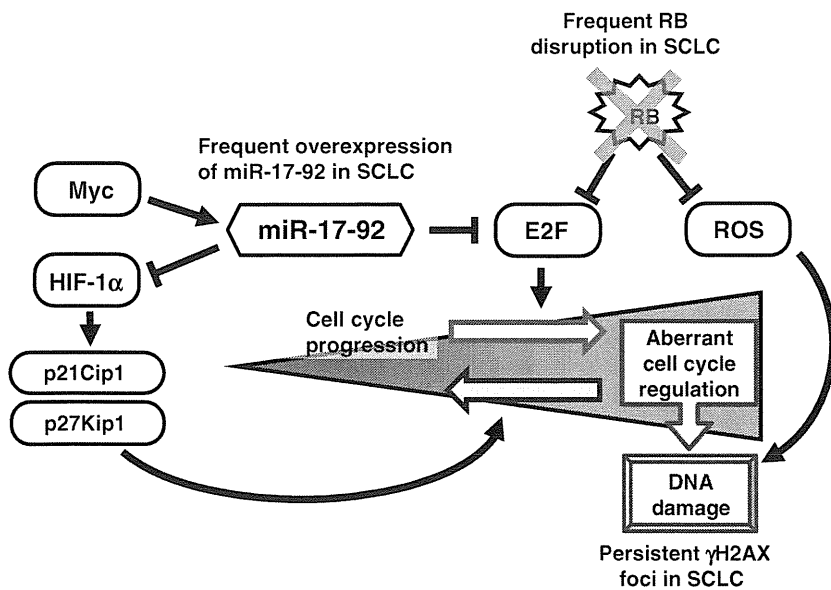 Frequent RB
disruption in SCLC
RB
Frequent overexpression
of miR-17-92 in SCLC
Myc
miR-17-92
E2F
ROS
HIF-1α
Cell cycle
progression
Aberrant
cell cycle
regulation
p21Cip1
p27Kip1
DNA
damage
Persistent γH2AX
foci in SCLC